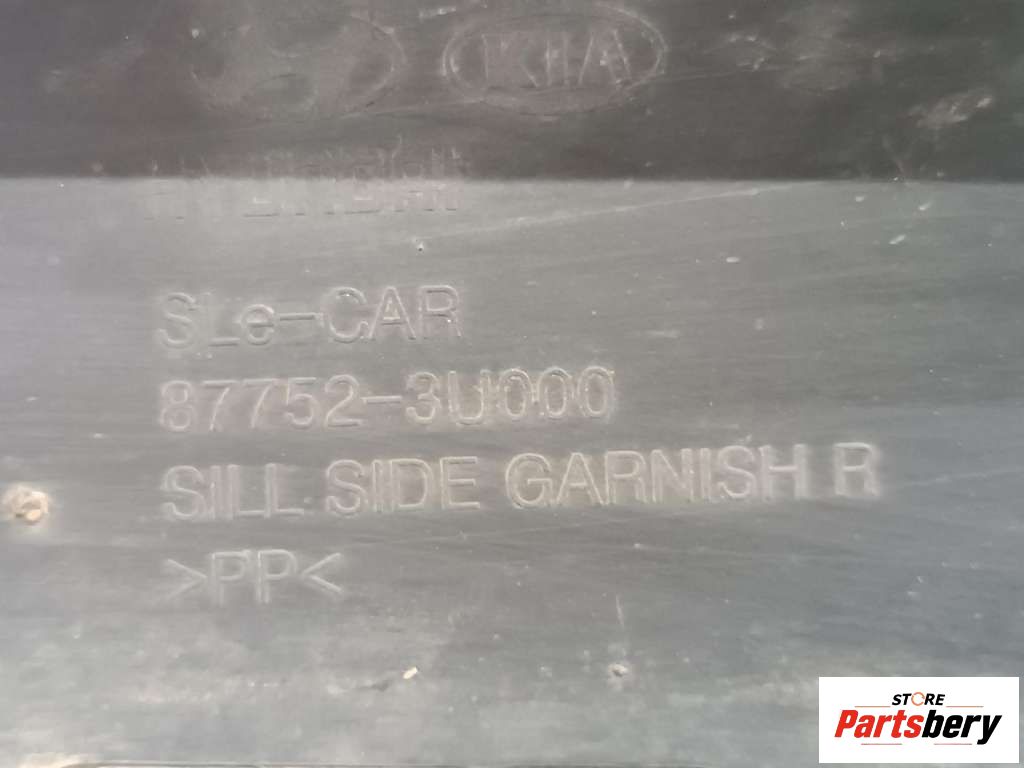 KIA
SLe-CAR
87752-3U000
SILL SIDE GARNISH R
>PP<
STORE
Partsbery